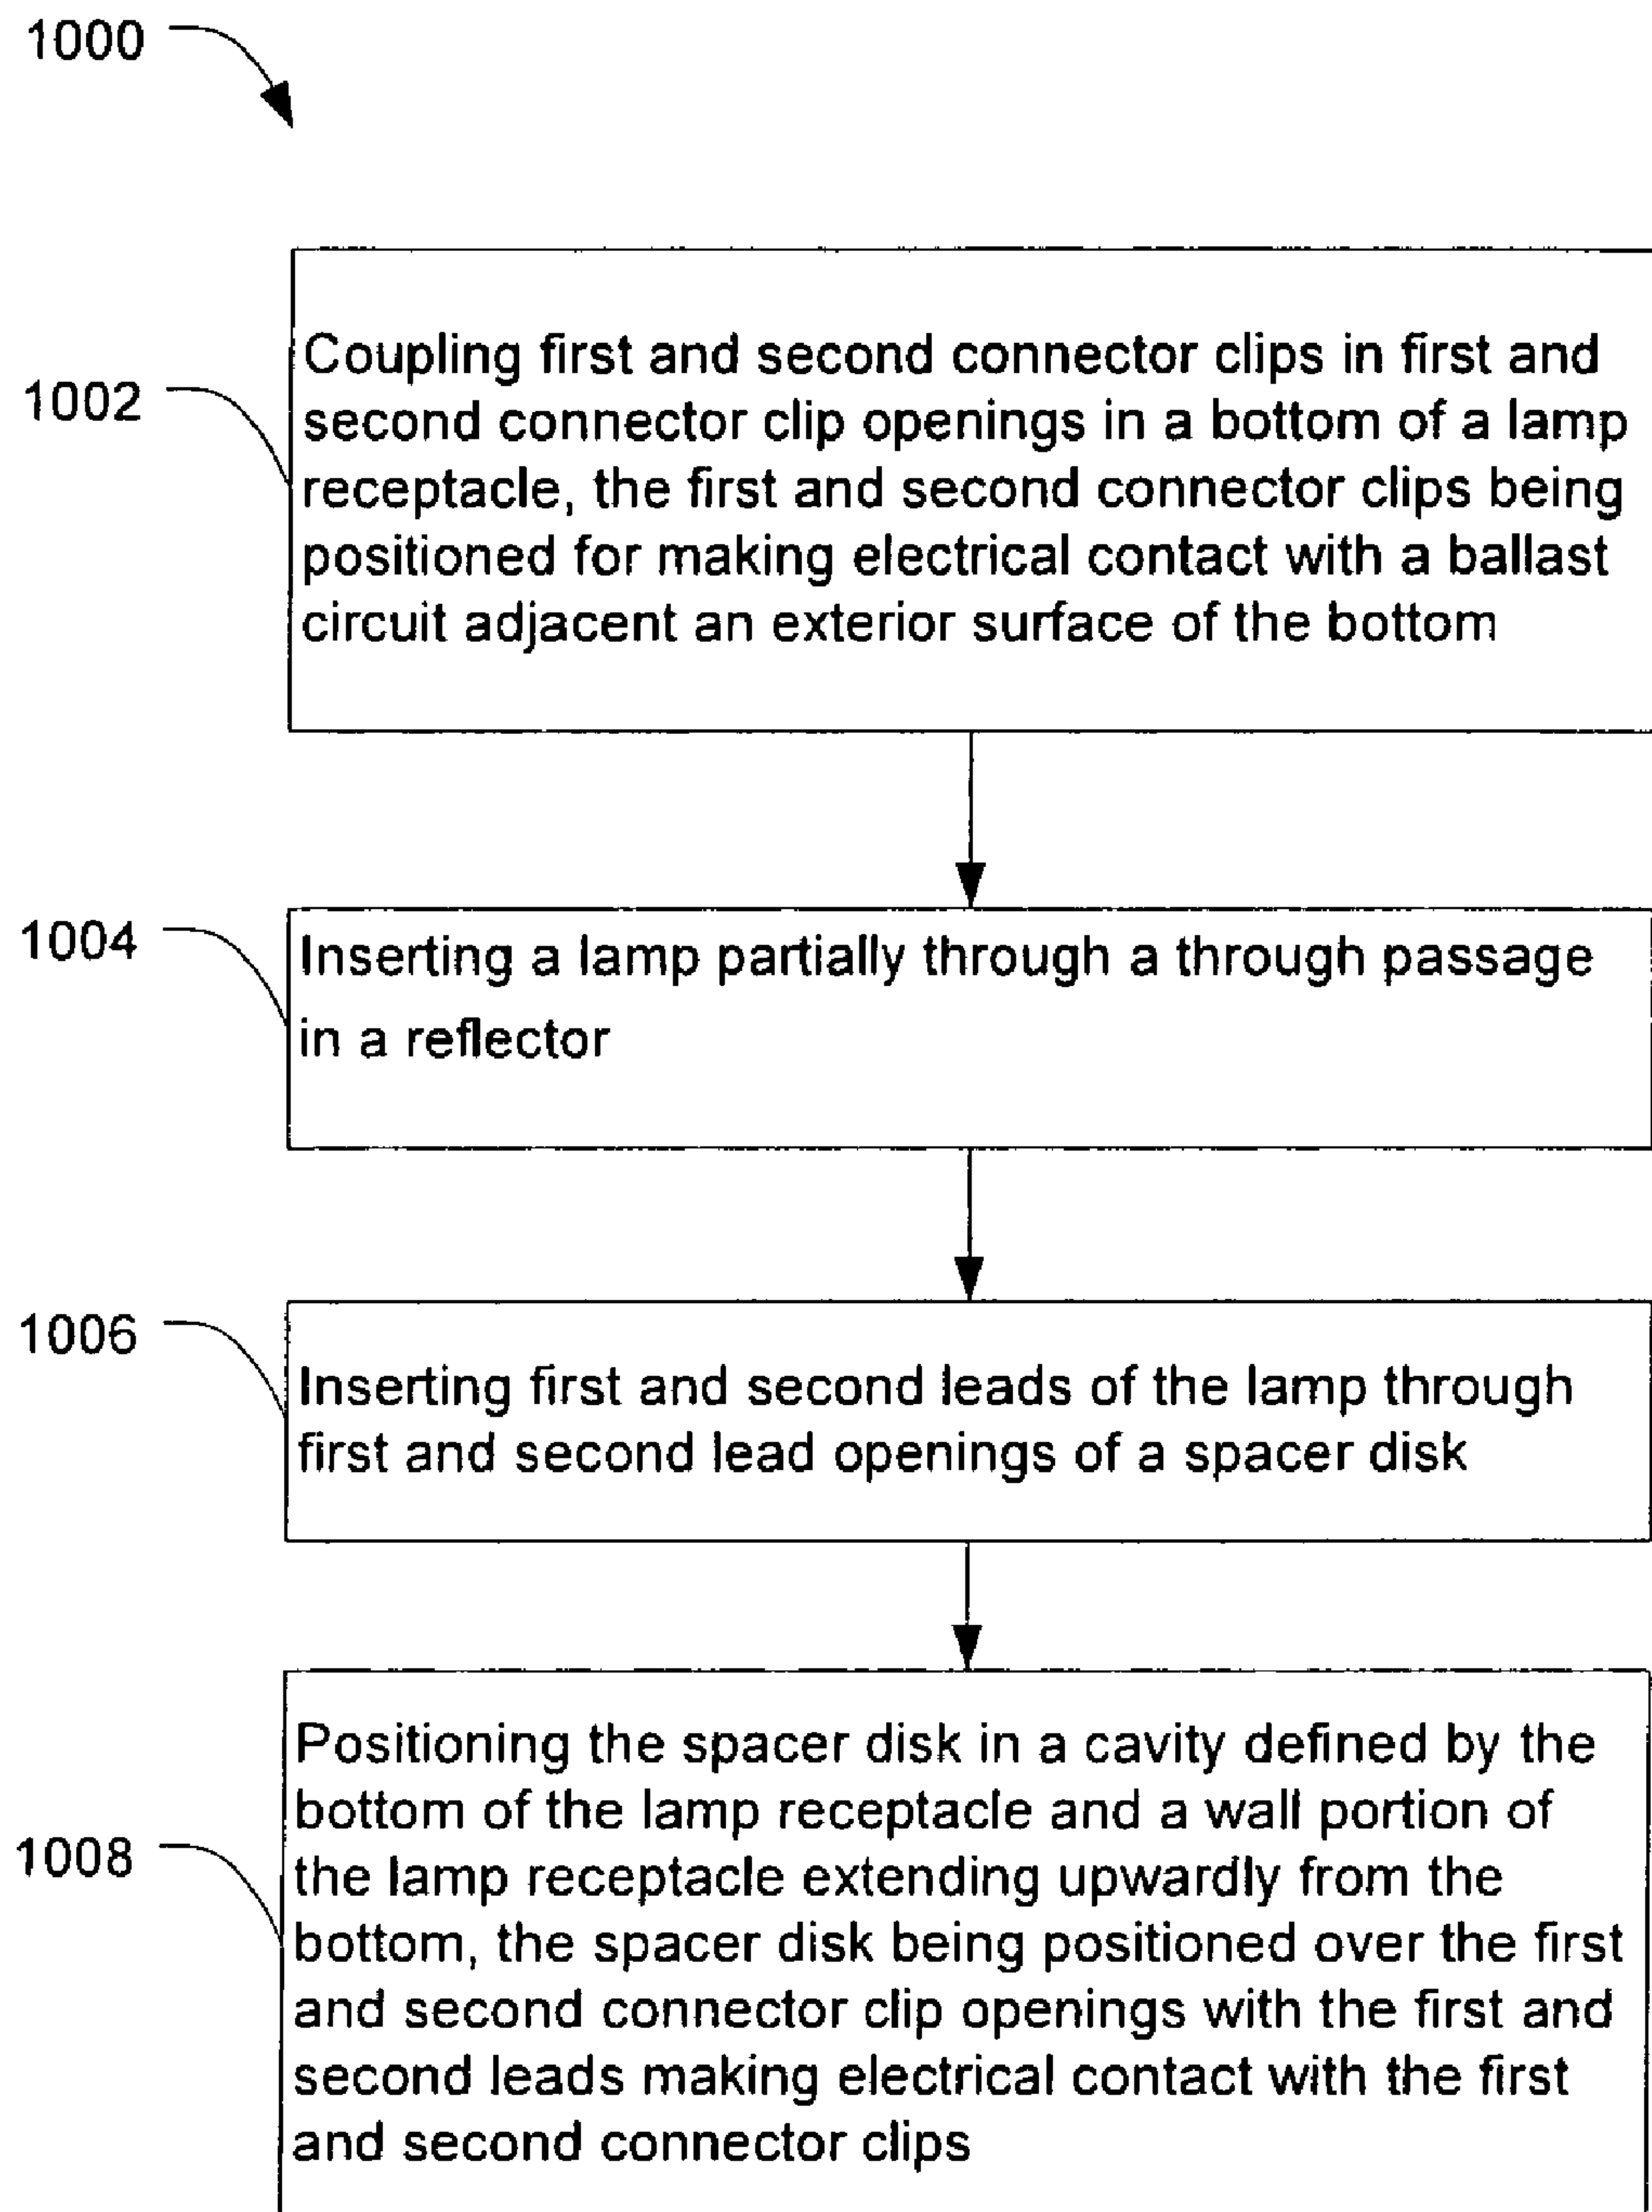 1000
1002
Coupling first and second connector clips in first and
second connector clip openings in a bottom of a lamp
receptacle, the first and second connector clips being
positioned for making electrical contact with a ballast
circuit adjacent an exterior surface of the bottom
1004
Inserting a lamp partially through a through passage
in a reflector
1006
Inserting first and second leads of the lamp through
first and second lead openings of a spacer disk
1008
Positioning the spacer disk in a cavity defined by the
bottom of the lamp receptacle and a wall portion of
the lamp receptacle extending upwardly from the
bottom, the spacer disk being positioned over the first
and second connector clip openings with the first and
second leads making electrical contact with the first
and second connector clips